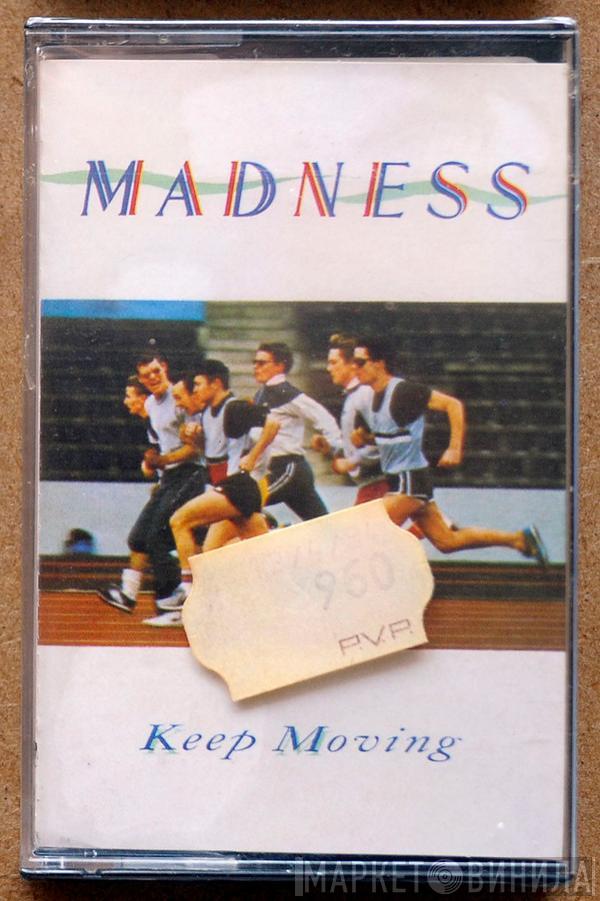 MADNESS
960
P.V.P.
Keep Moving
МАРКЕТ ВИНИЛА